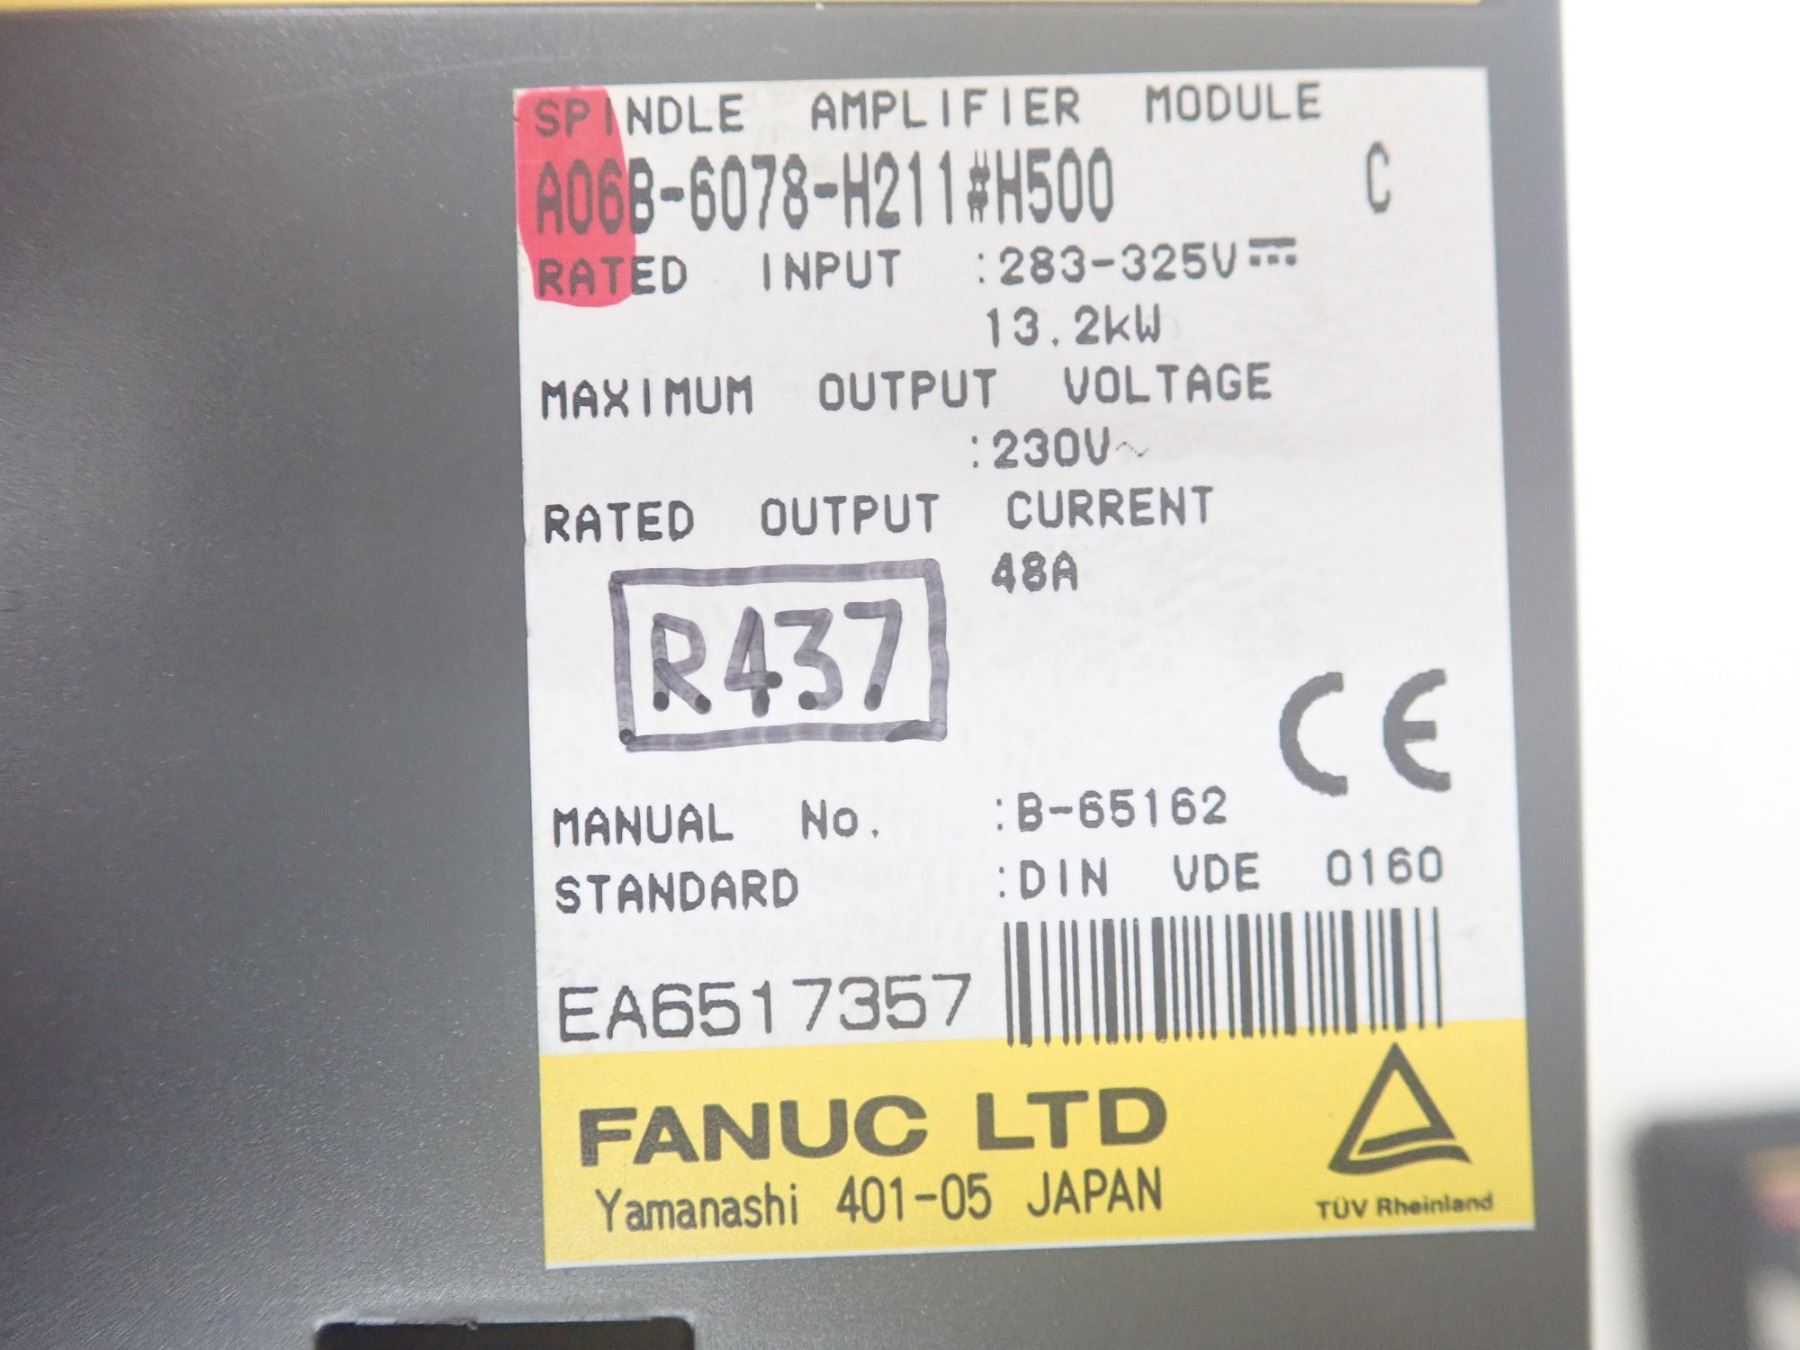 SPINDLE AMPLIFIER MODULE
A06B-6078-H211#H500 C
RATED INPUT :283-325V⎓
13.2kW
MAXIMUM OUTPUT VOLTAGE
:230V~
RATED OUTPUT CURRENT
48A
R437
CE
MANUAL No. :B-65162
STANDARD :DIN VDE 0160
EA6517357
FANUC LTD
Yamanashi 401-05 JAPAN
TÜV Rheinland